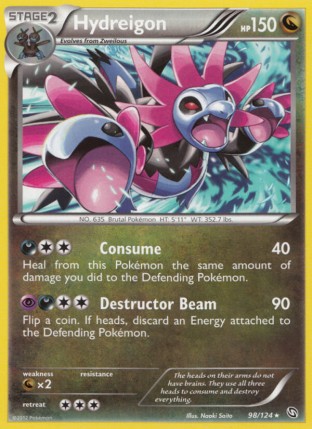 STAGE2
Hydreigon
HP150
Evolves from Zweilous
NO. 635 Brutal Pokémon HT: 5'11" WT: 352.7 lbs.
Consume 40
Heal from this Pokémon the same amount of
damage you did to the Defending Pokémon.
Destructor Beam 90
Flip a coin. If heads, discard an Energy attached to
the Defending Pokémon.
weakness resistance
×2
retreat
The heads on their arms do not
have brains. They use all three
heads to consume and destroy
everything.
©2012 Pokémon
Illus. Naoki Saito 98/124 ★